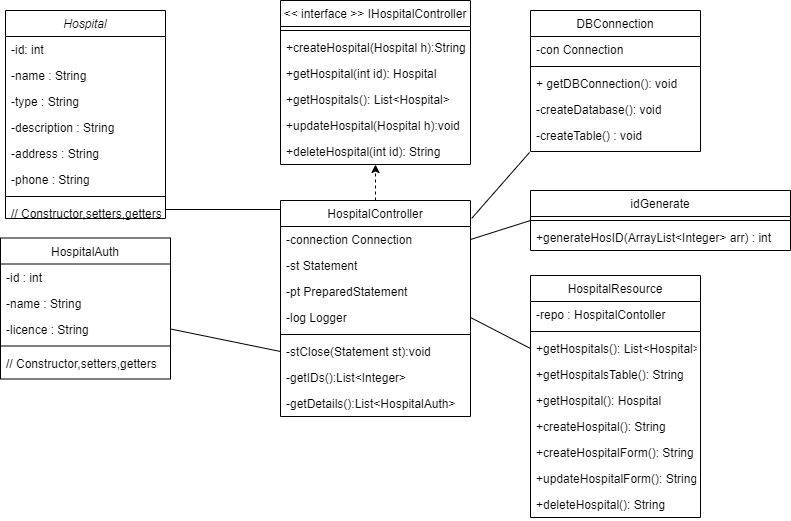 Hospital
-id: int
-name : String
-type : String
-description : String
-address : String
-phone : String
// Constructor,setters,getters
<< interface >> IHospitalController
+createHospital(Hospital h):String
+getHospital(int id): Hospital
+getHospitals(): List<Hospital>
+updateHospital(Hospital h):void
+deleteHospital(int id): String
DBConnection
-con Connection
+ getDBConnection(): void
-createDatabase(): void
-createTable() : void
HospitalController
-connection Connection
-st Statement
-pt PreparedStatement
-log Logger
-stClose(Statement st):void
-getIDs():List<Integer>
-getDetails():List<HospitalAuth>
idGenerate
+generateHosID(ArrayList<Integer> arr) : int
HospitalAuth
-id : int
-name : String
-licence : String
// Constructor,setters,getters
HospitalResource
-repo : HospitalContoller
+getHospitals(): List<Hospital>
+getHospitalsTable(): String
+getHospital(): Hospital
+createHospital(): String
+createHospitalForm(): String
+updateHospitalForm(): String
+deleteHospital(): String